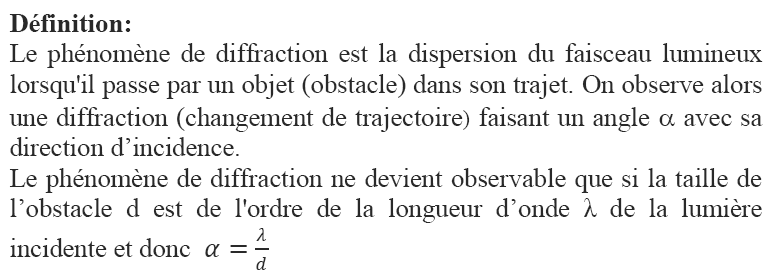 Définition:
Le phénomène de diffraction est la dispersion du faisceau lumineux
lorsqu'il passe par un objet (obstacle) dans son trajet. On observe alors
une diffraction (changement de trajectoire) faisant un angle α avec sa
direction d’incidence.
Le phénomène de diffraction ne devient observable que si la taille de
l’obstacle d est de l'ordre de la longueur d’onde λ de la lumière
incidente et donc α = λ/d